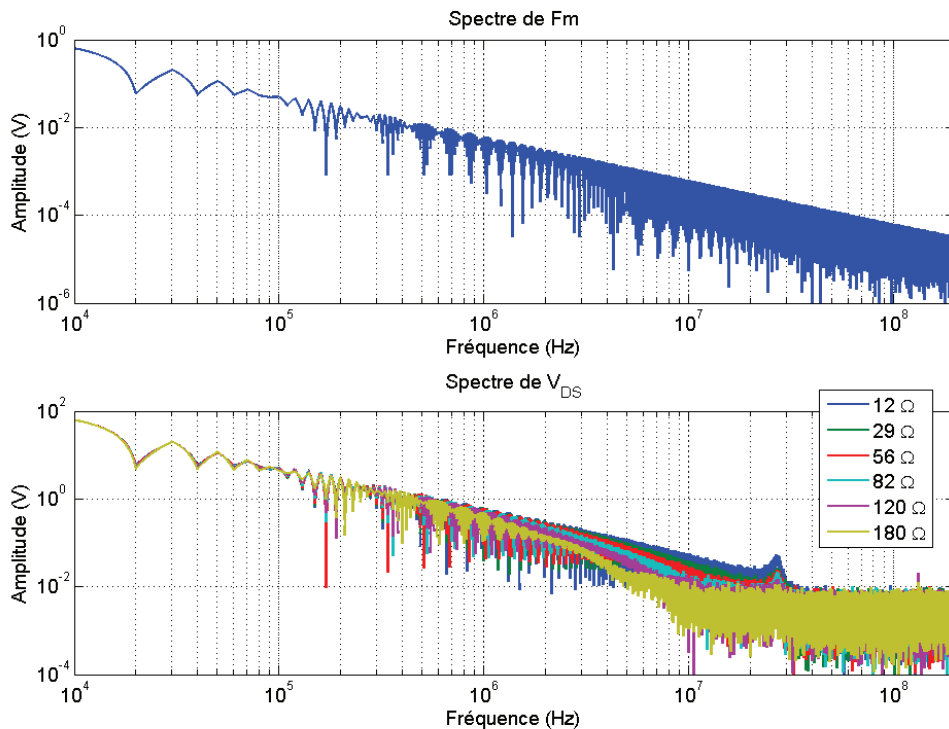 Spectre de Fm
10^0
10^-2
10^-4
10^-6
Amplitude (V)
10^4 10^5 10^6 10^7 10^8
Fréquence (Hz)
Spectre de V_DS
10^2
10^0
10^-2
10^-4
Amplitude (V)
12 Ω
29 Ω
56 Ω
82 Ω
120 Ω
180 Ω
10^4 10^5 10^6 10^7 10^8
Fréquence (Hz)